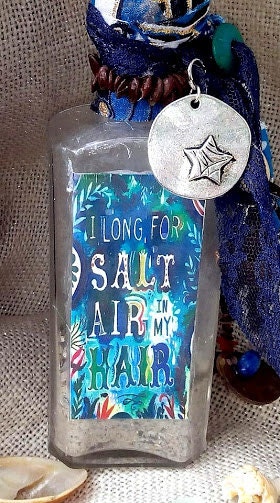 I LONG, FOR
SALT
AIR IN MY
HAIR